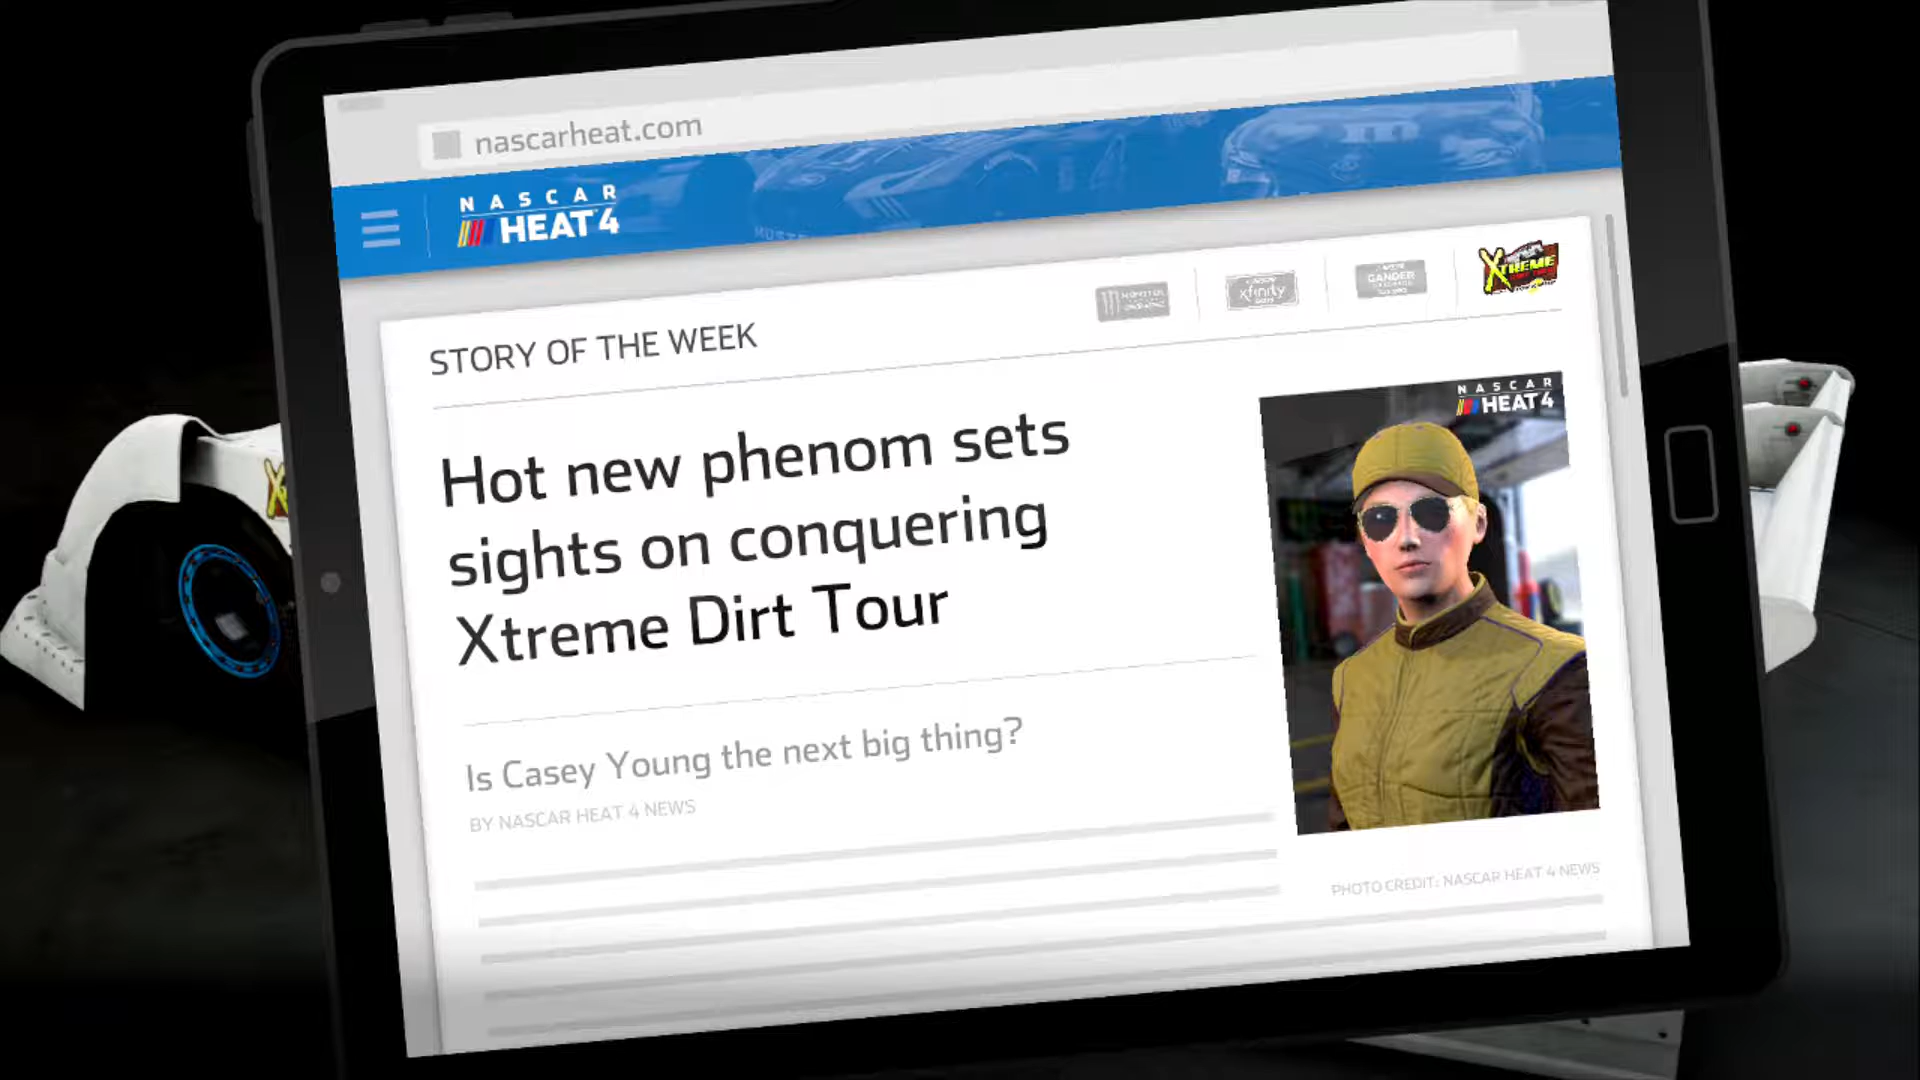 nascarheat.com
NASCAR
HEAT 4
xfinity
GANDER
XTREME
STORY OF THE WEEK
NASCAR
HEAT 4
Hot new phenom sets
sights on conquering
Xtreme Dirt Tour
Is Casey Young the next big thing?
BY NASCAR HEAT 4 NEWS
PHOTO CREDIT: NASCAR HEAT 4 NEWS